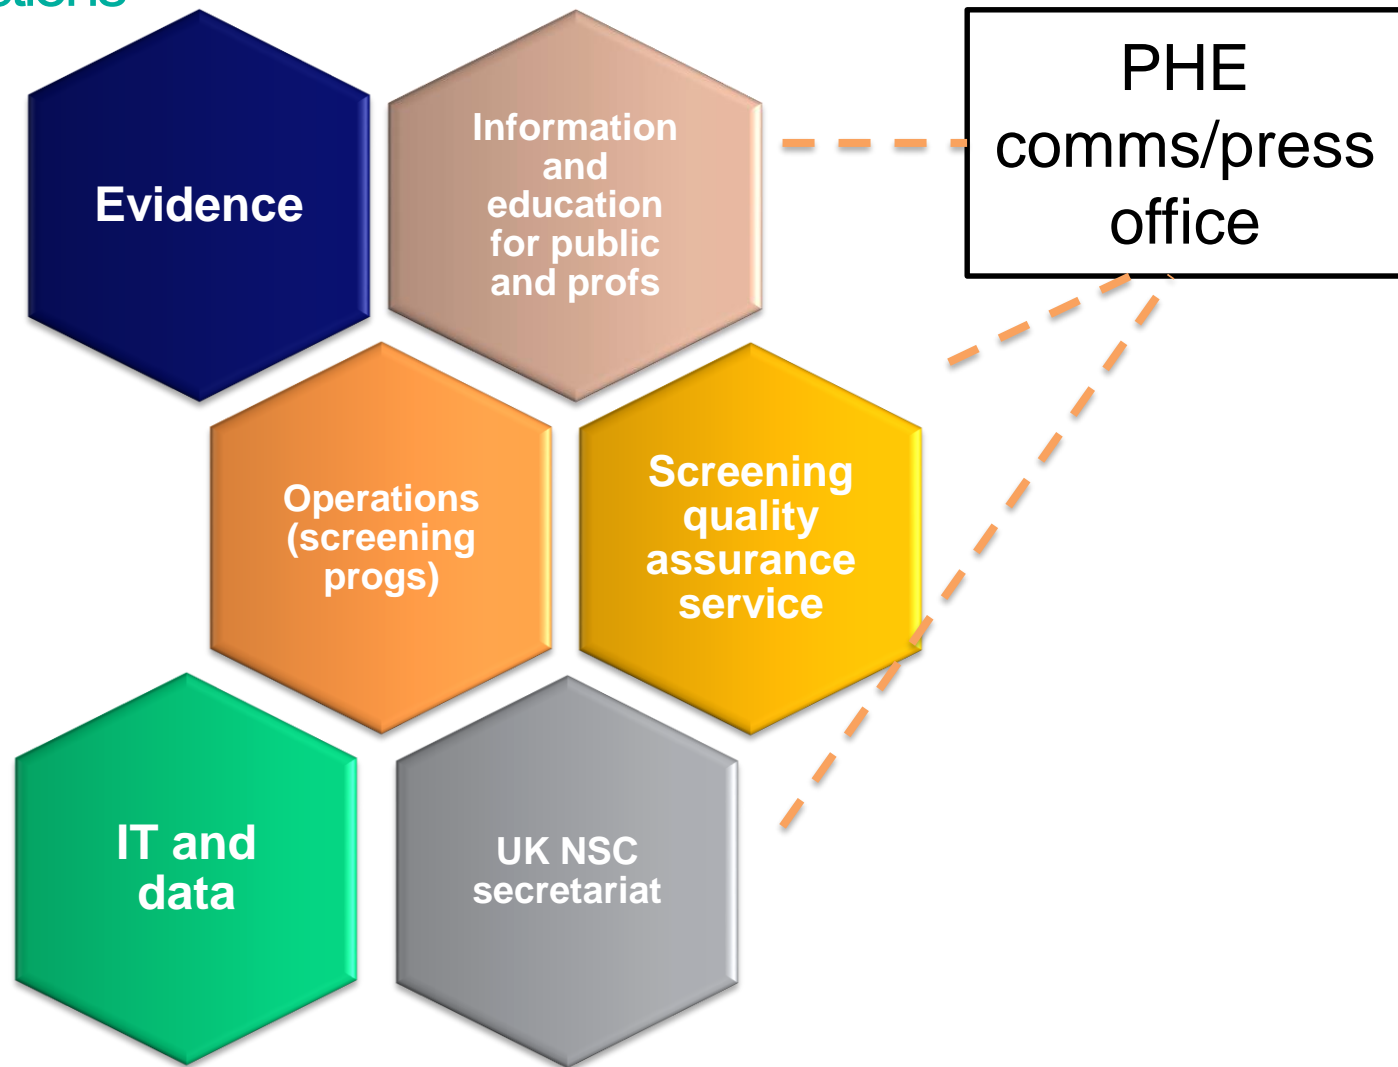 Evidence
Information
and
education
for public
and profs
PHE
comms/press
office
Operations
(screening
progs)
Screening
quality
assurance
service
IT and
data
UK NSC
secretariat